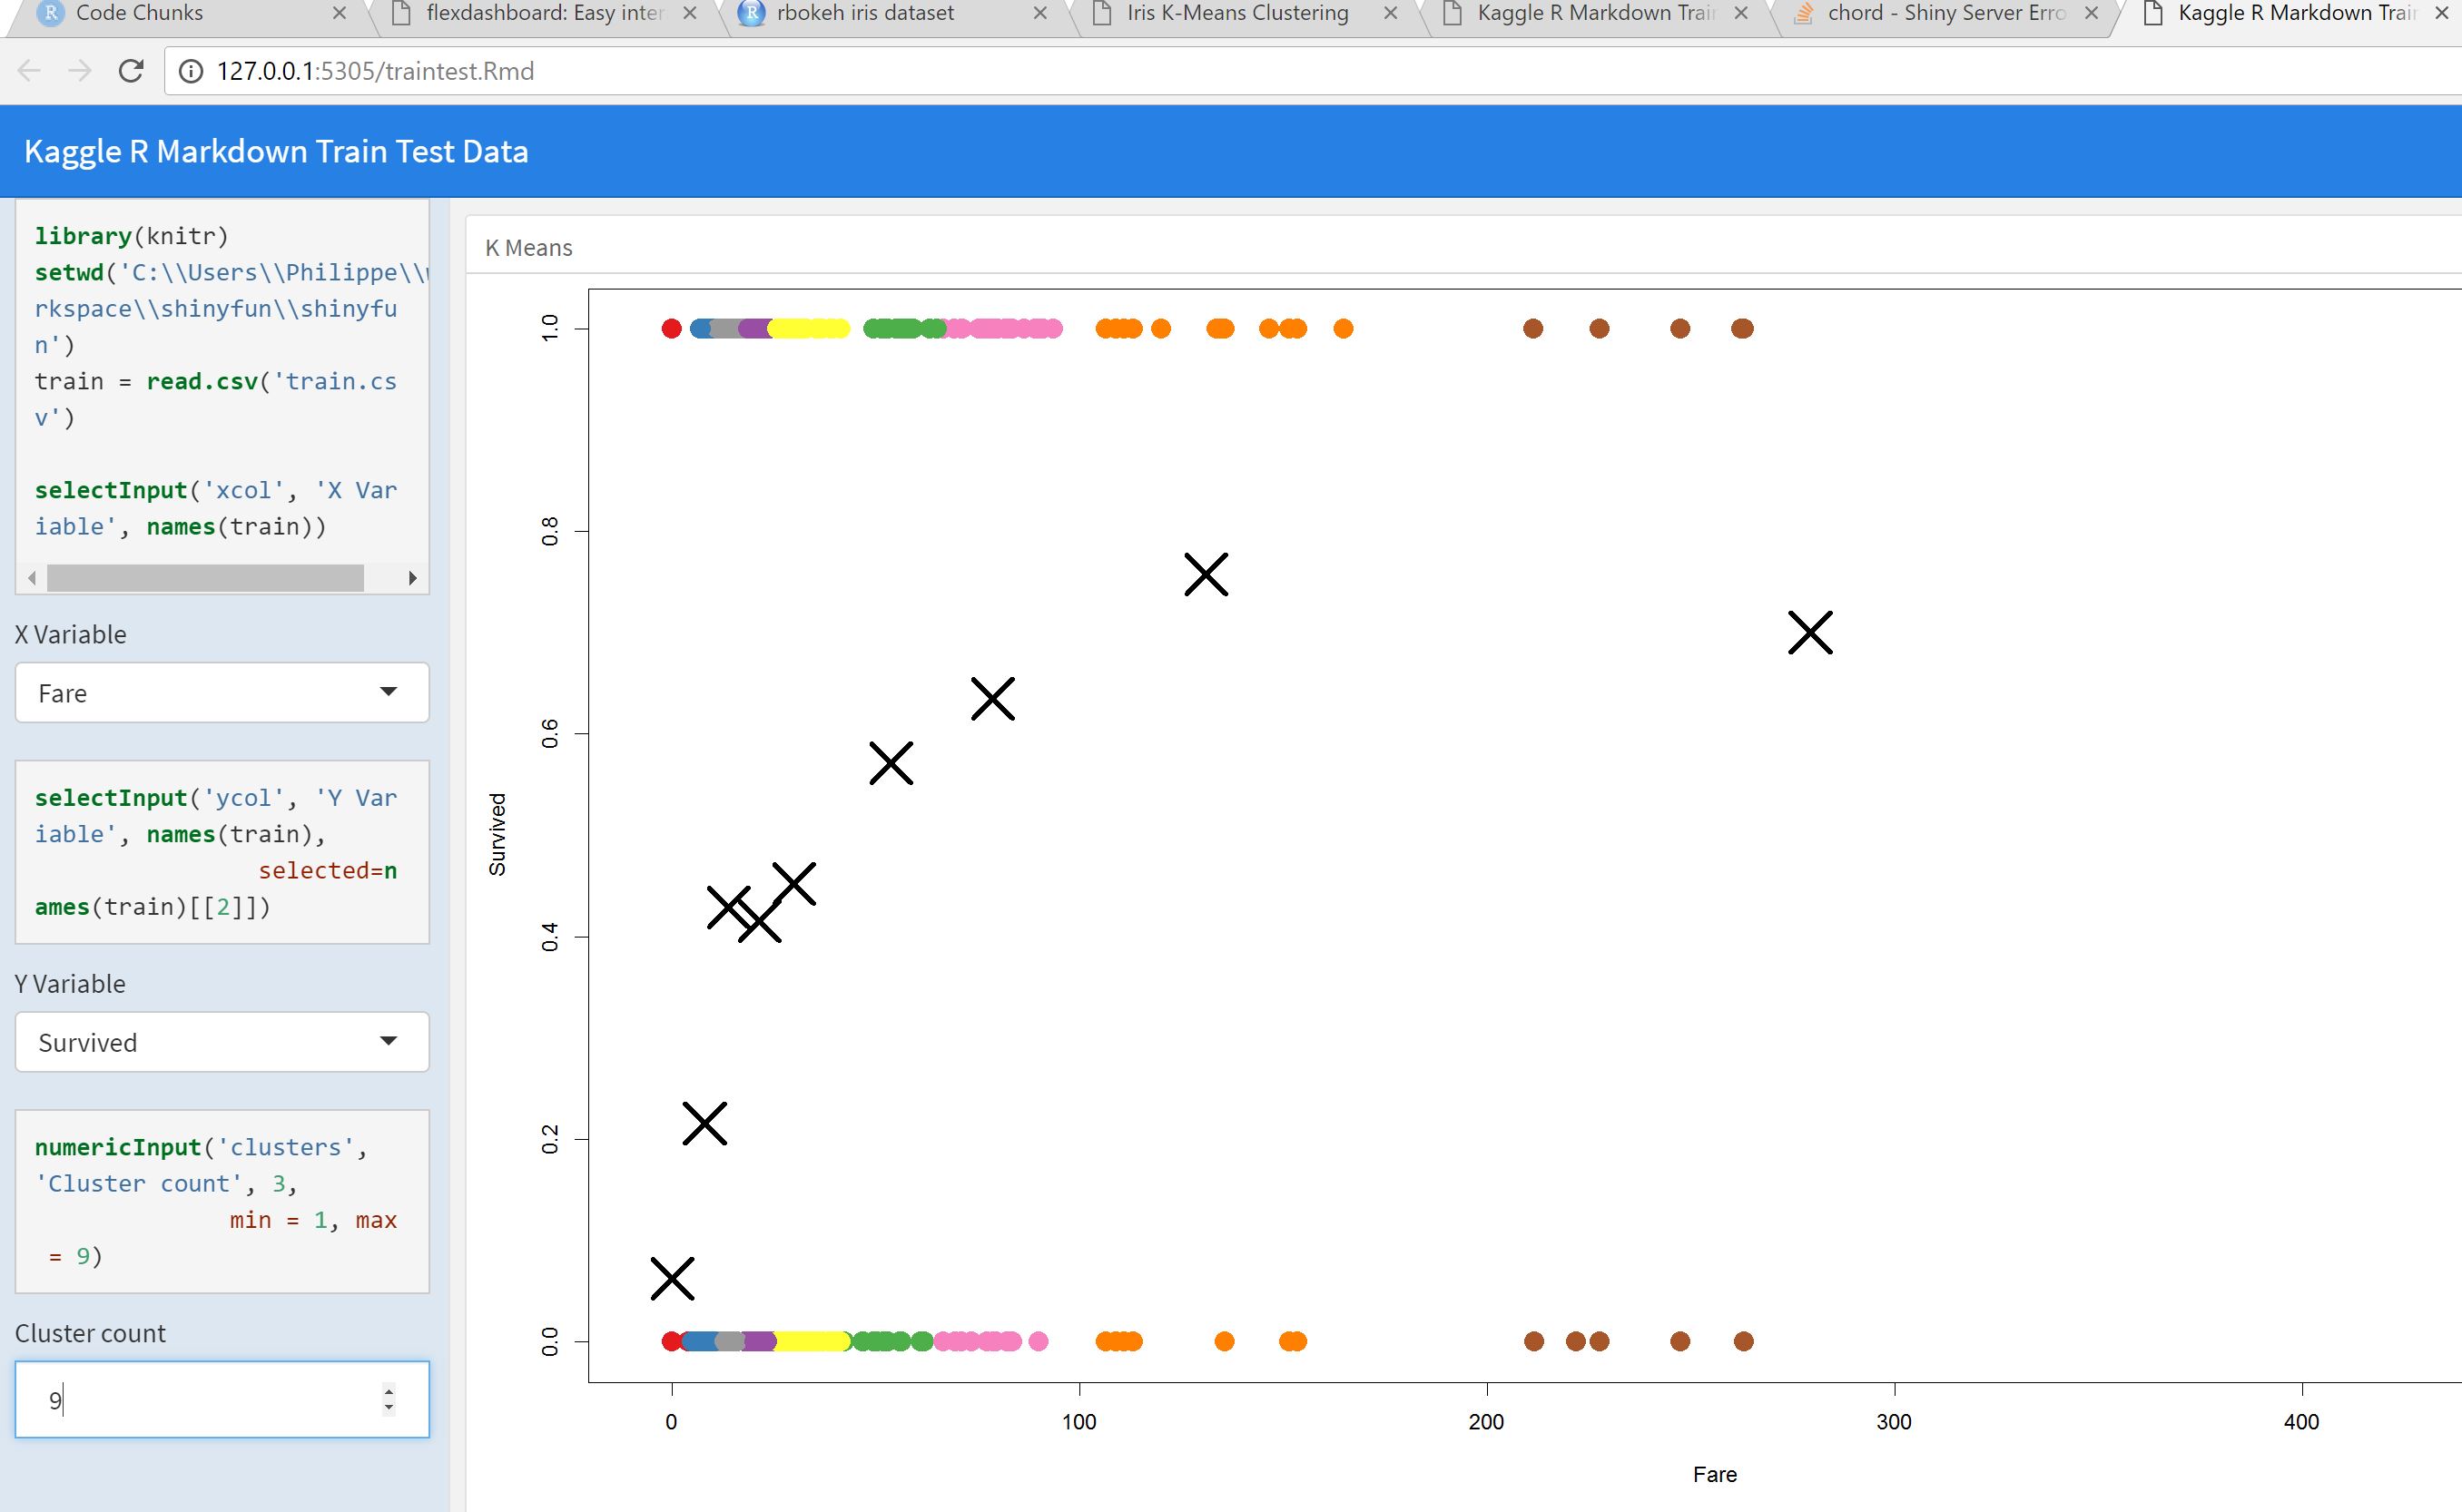 Code Chunks
flexdashboard: Easy inter
rbokeh iris dataset
Iris K-Means Clustering
Kaggle R Markdown Trai
chord - Shiny Server Erro
Kaggle R Markdown Trai
127.0.0.1:5305/traintest.Rmd
Kaggle R Markdown Train Test Data
library(knitr)
setwd('C:\\Users\\Philippe\\
rkspace\\shinyfun\\shinyfu
n')
train = read.csv('train.cs
v')
selectInput('xcol', 'X Var
iable', names(train))
X Variable
Fare
selectInput('ycol', 'Y Var
iable', names(train),
selected=n
ames(train)[[2]])
Y Variable
Survived
numericInput('clusters',
'Cluster count', 3,
min = 1, max
= 9)
Cluster count
9
K Means
1.0
0.8
0.6
0.4
0.2
0.0
Survived
0
100
200
300
400
Fare